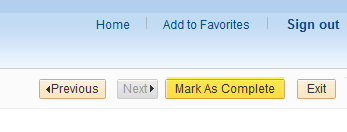 Home | Add to Favorites | Sign out
Previous Next Mark As Complete Exit